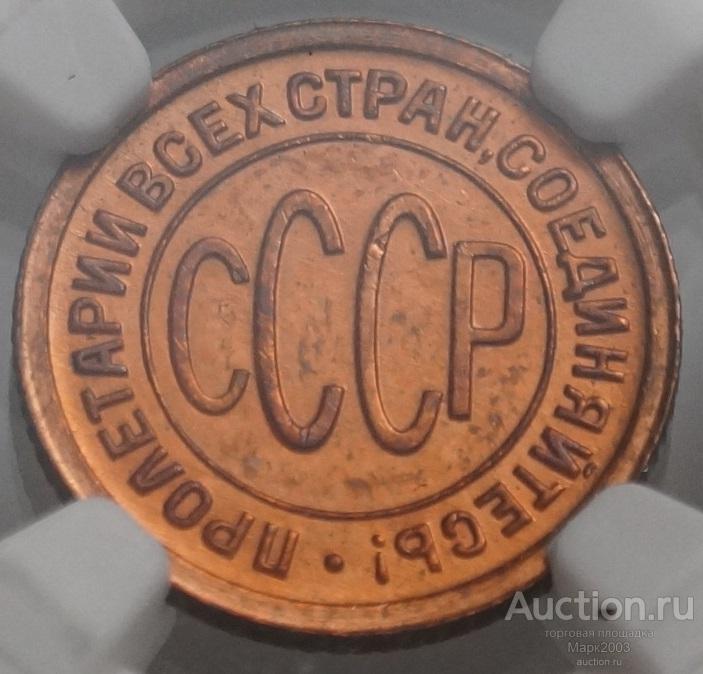 ПРОЛЕТАРИИ ВСЕХ СТРАН, СОЕДИНЯЙТЕСЬ! •
СССР
Auction.ru
торговая площадка
Марк2003
auction.ru